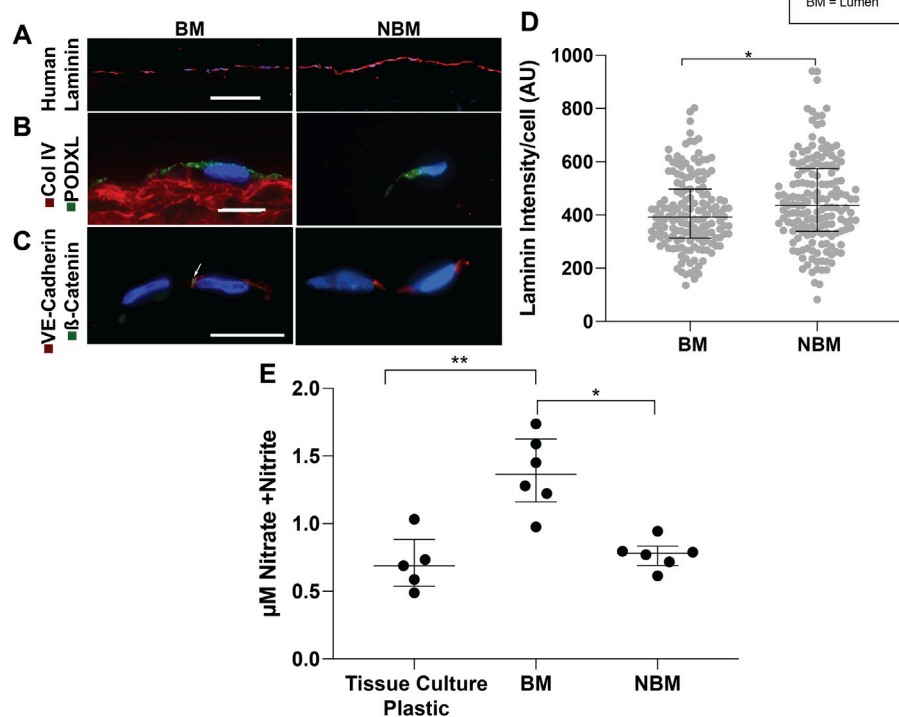 BM = Lumen
A
BM
NBM
Human
Laminin
B
Col IV
PODXL
C
VE-Cadherin
ß-Catenin
D
*
Laminin Intensity/cell (AU)
1000
800
600
400
200
0
BM
NBM
E
**
*
µM Nitrate +Nitrite
2.0
1.5
1.0
0.5
0.0
Tissue Culture
Plastic
BM
NBM